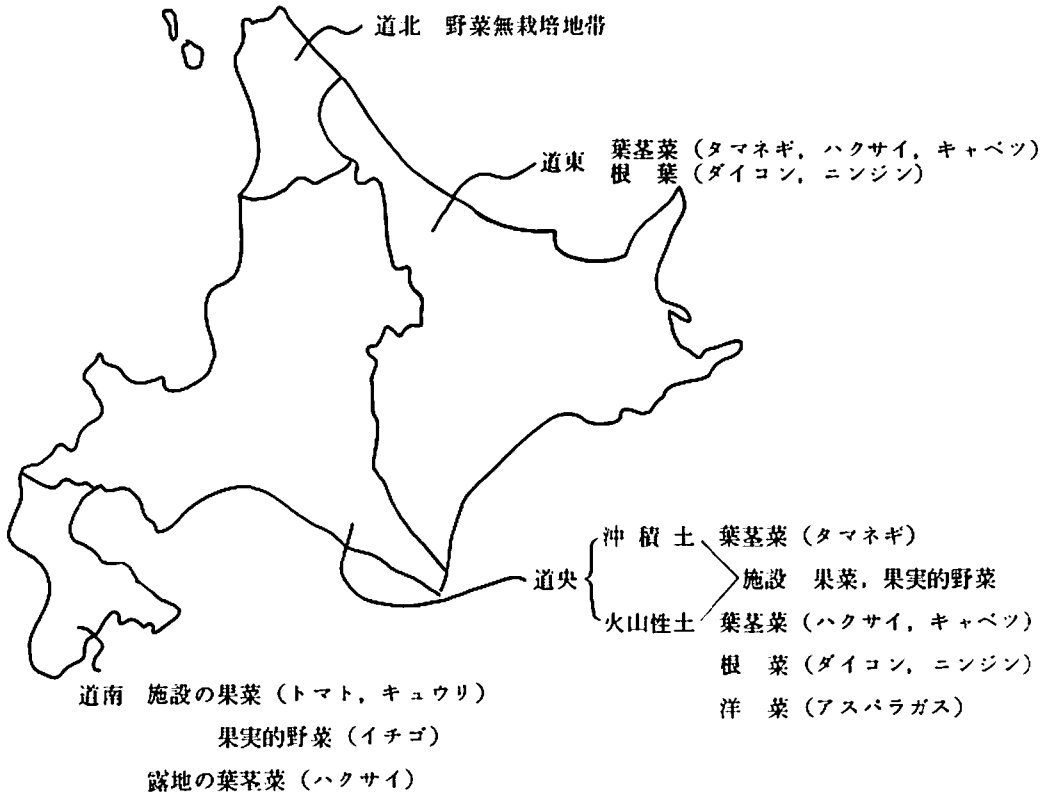 道北 野菜無栽培地帯
道東 葉茎菜(タマネギ,ハクサイ,キャベツ)
根 葉(ダイコン,ニンジン)
道央
沖積土 葉茎菜(タマネギ)
施設 果菜,果実的野菜
火山性土 葉茎菜(ハクサイ,キャベツ)
根 菜(ダイコン,ニンジン)
洋 菜(アスパラガス)
道南 施設の果菜(トマト,キュウリ)
果実的野菜(イチゴ)
露地の葉茎菜(ハクサイ)